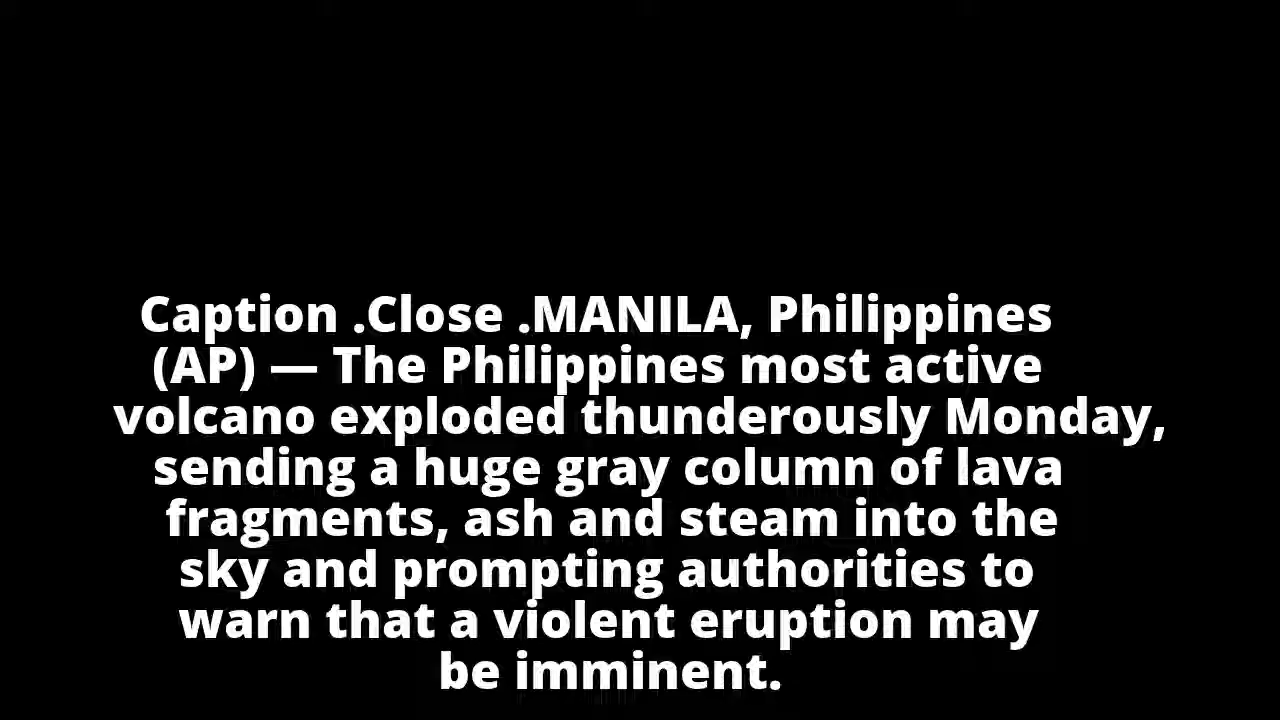 Caption .Close .MANILA, Philippines
(AP) — The Philippines most active
volcano exploded thunderously Monday,
sending a huge gray column of lava
fragments, ash and steam into the
sky and prompting authorities to
warn that a violent eruption may
be imminent.